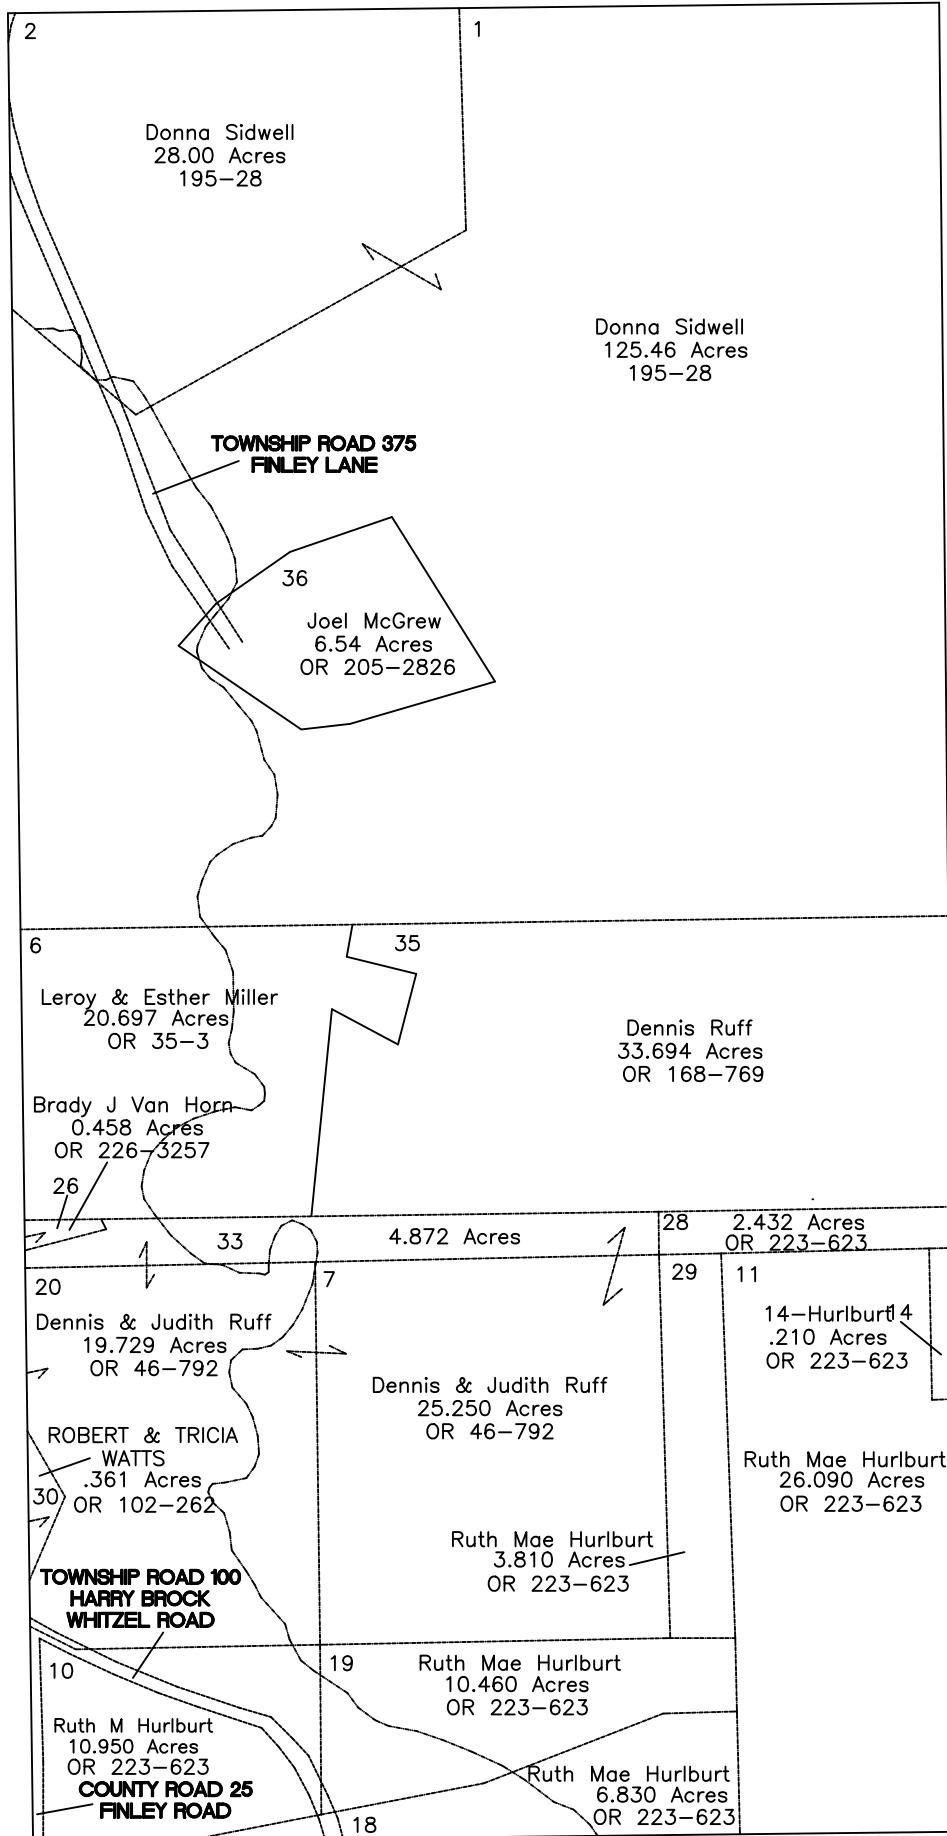 2
1
Donna Sidwell
28.00 Acres
195-28
Donna Sidwell
125.46 Acres
195-28
TOWNSHIP ROAD 375
FINLEY LANE
36
Joel McGrew
6.54 Acres
OR 205-2826
6
35
Leroy & Esther Miller
20.697 Acres
OR 35-3
Dennis Ruff
33.694 Acres
OR 168-769
Brady J Van Horn
0.458 Acres
OR 226-3257
26
33
4.872 Acres
28
2.432 Acres
OR 223-623
20
7
29
11
Dennis & Judith Ruff
19.729 Acres
OR 46-792
14-Hurlburt
14
.210 Acres
OR 223-623
Dennis & Judith Ruff
25.250 Acres
OR 46-792
ROBERT & TRICIA
WATTS
.361 Acres
OR 102-262
30
Ruth Mae Hurlburt
26.090 Acres
OR 223-623
Ruth Mae Hurlburt
3.810 Acres
OR 223-623
TOWNSHIP ROAD 100
HARRY BROCK
WHITZEL ROAD
10
19
Ruth Mae Hurlburt
10.460 Acres
OR 223-623
Ruth M Hurlburt
10.950 Acres
OR 223-623
COUNTY ROAD 25
FINLEY ROAD
Ruth Mae Hurlburt
6.830 Acres
OR 223-623
18